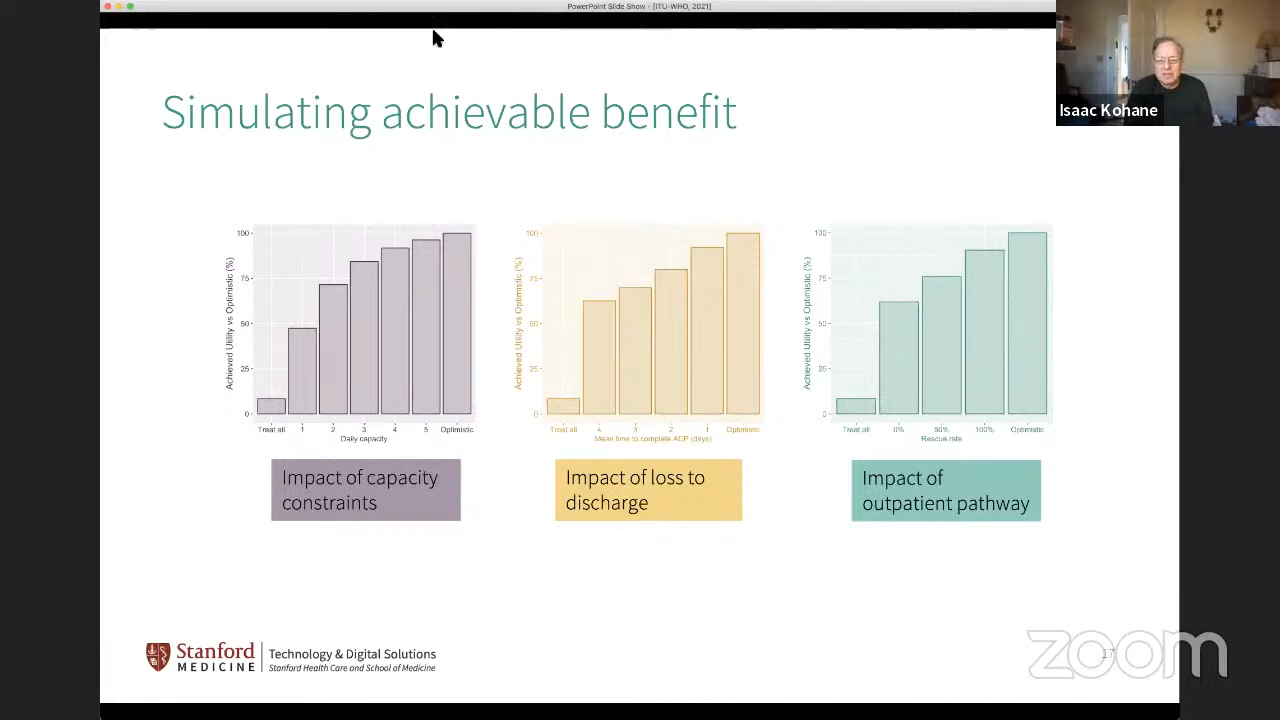 PowerPoint Slide Show - [ITU-WHO, 2021]
Isaac Kohane
Simulating achievable benefit
Achieved Utility vs Optimistic (%)
100
75
50
25
0
Treat all 1 2 3 4 5 Optimistic
Daily capacity
Impact of capacity
constraints
Achieved Utility vs Optimistic (%)
100
75
50
25
0
Treat all 4 3 2 1 Optimistic
Mean time to complete ACP (days)
Impact of loss to
discharge
Achieved Utility vs Optimistic (%)
100
75
50
25
0
Treat all 0% 50% 100% Optimistic
Rescue rate
Impact of
outpatient pathway
Stanford
MEDICINE
Technology & Digital Solutions
Stanford Health Care and School of Medicine
17
zoom